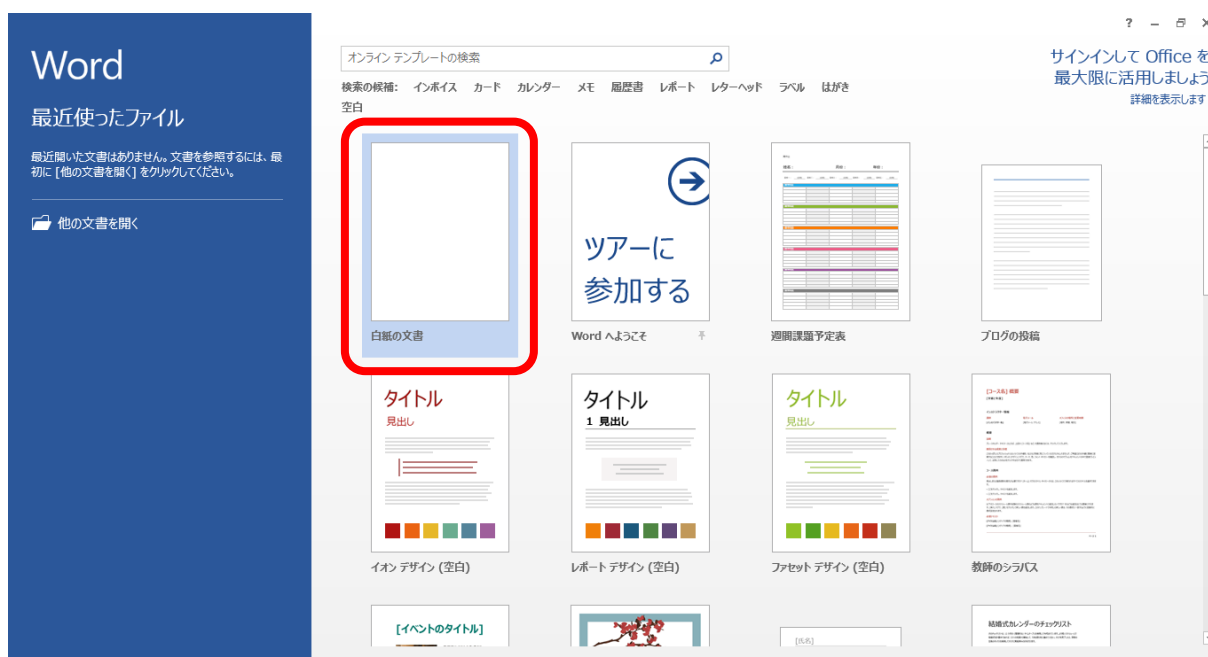 ? – ×
Word
最近使ったファイル
最近開いた文書はありません。文書を参照するには、最
初に [他の文書を開く] をクリックしてください。
他の文書を開く
オンライン テンプレートの検索
サインインして Office を
最大限に活用しましょう
詳細を表示します
検索の候補: インボイス カード カレンダー メモ 履歴書 レポート レターヘッド ラベル はがき
空白
白紙の文書
ツアーに
参加する
Word へようこそ
週間課題予定表
ブログの投稿
タイトル
見出し
イオン デザイン (空白)
タイトル
1 見出し
レポート デザイン (空白)
タイトル
見出し
ファセット デザイン (空白)
[コース名] 概要
教師のシラバス
[イベントのタイトル]
[氏名]
結婚式カレンダーのチェックリスト